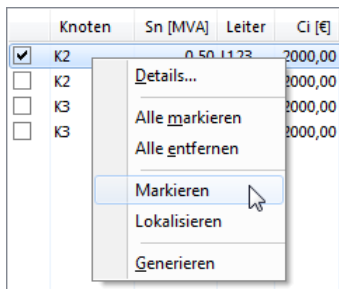 Knoten Sn [MVA] Leiter Ci [€]
K2 0,50 L123 2000,00
K2 2000,00
K3 2000,00
K3 2000,00
Details...
Alle markieren
Alle entfernen
Markieren
Lokalisieren
Generieren